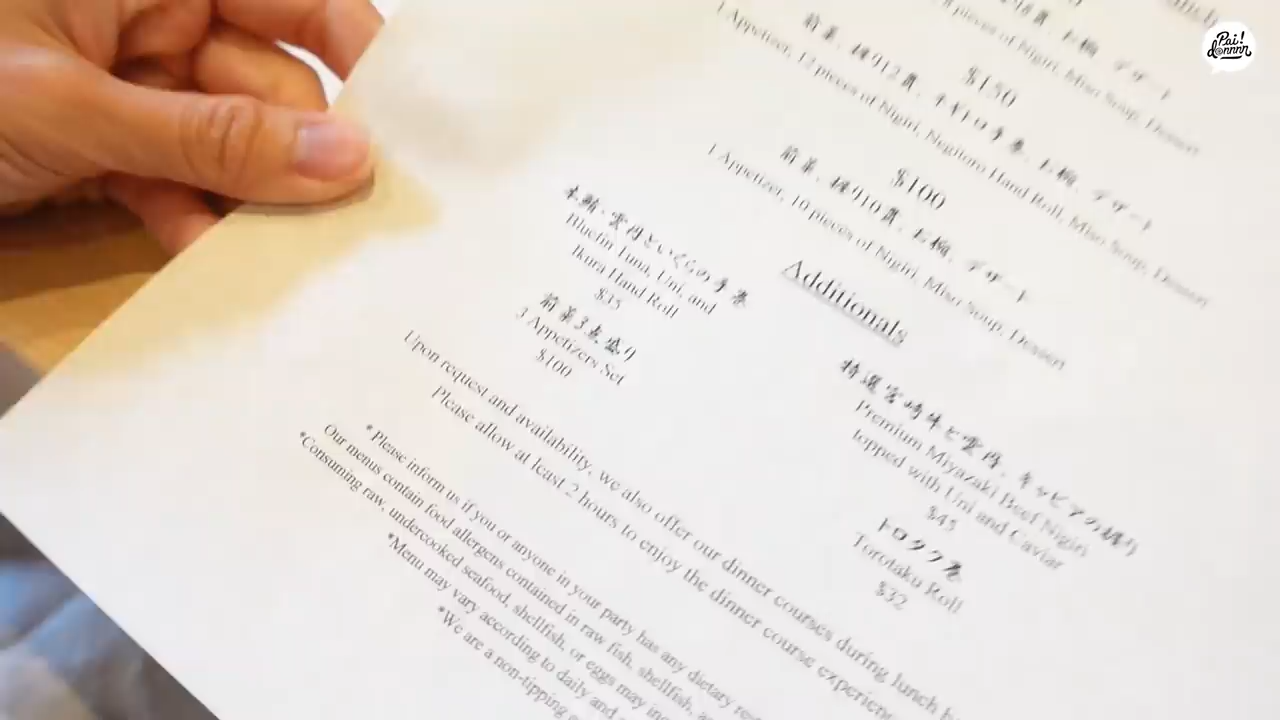 Pai!
donnnn
8 pieces of Nigiri, Miso Soup, Dessert
$150
前菜、握り12貫、ネギトロ手巻、お椀、デザート
1 Appetizer, 12 pieces of Nigiri, Negitoro Hand Roll, Miso Soup, Dessert
$100
前菜、握り10貫、お椀、デザート
1 Appetizer, 10 pieces of Nigiri, Miso Soup, Dessert
Additionals
本鮪・雲丹といくらの手巻
Bluefin Tuna, Uni, and
Ikura Hand Roll
$35
前菜3点盛り
3 Appetizers Set
$100
特選宮崎牛と雲丹、キャビアの握り
Premium Miyazaki Beef Nigiri
topped with Uni and Caviar
$45
トロタク巻
Torotaku Roll
$32
Upon request and availability, we also offer our dinner courses during lunch
Please allow at least 2 hours to enjoy the dinner course
*Please inform us if you or anyone in your party has any dietary
Our menus contain food allergens contained in raw fish, shellfish,
*Consuming raw, undercooked seafood, shellfish, or eggs may
*Menu may vary according to daily and
*We are a non-tipping